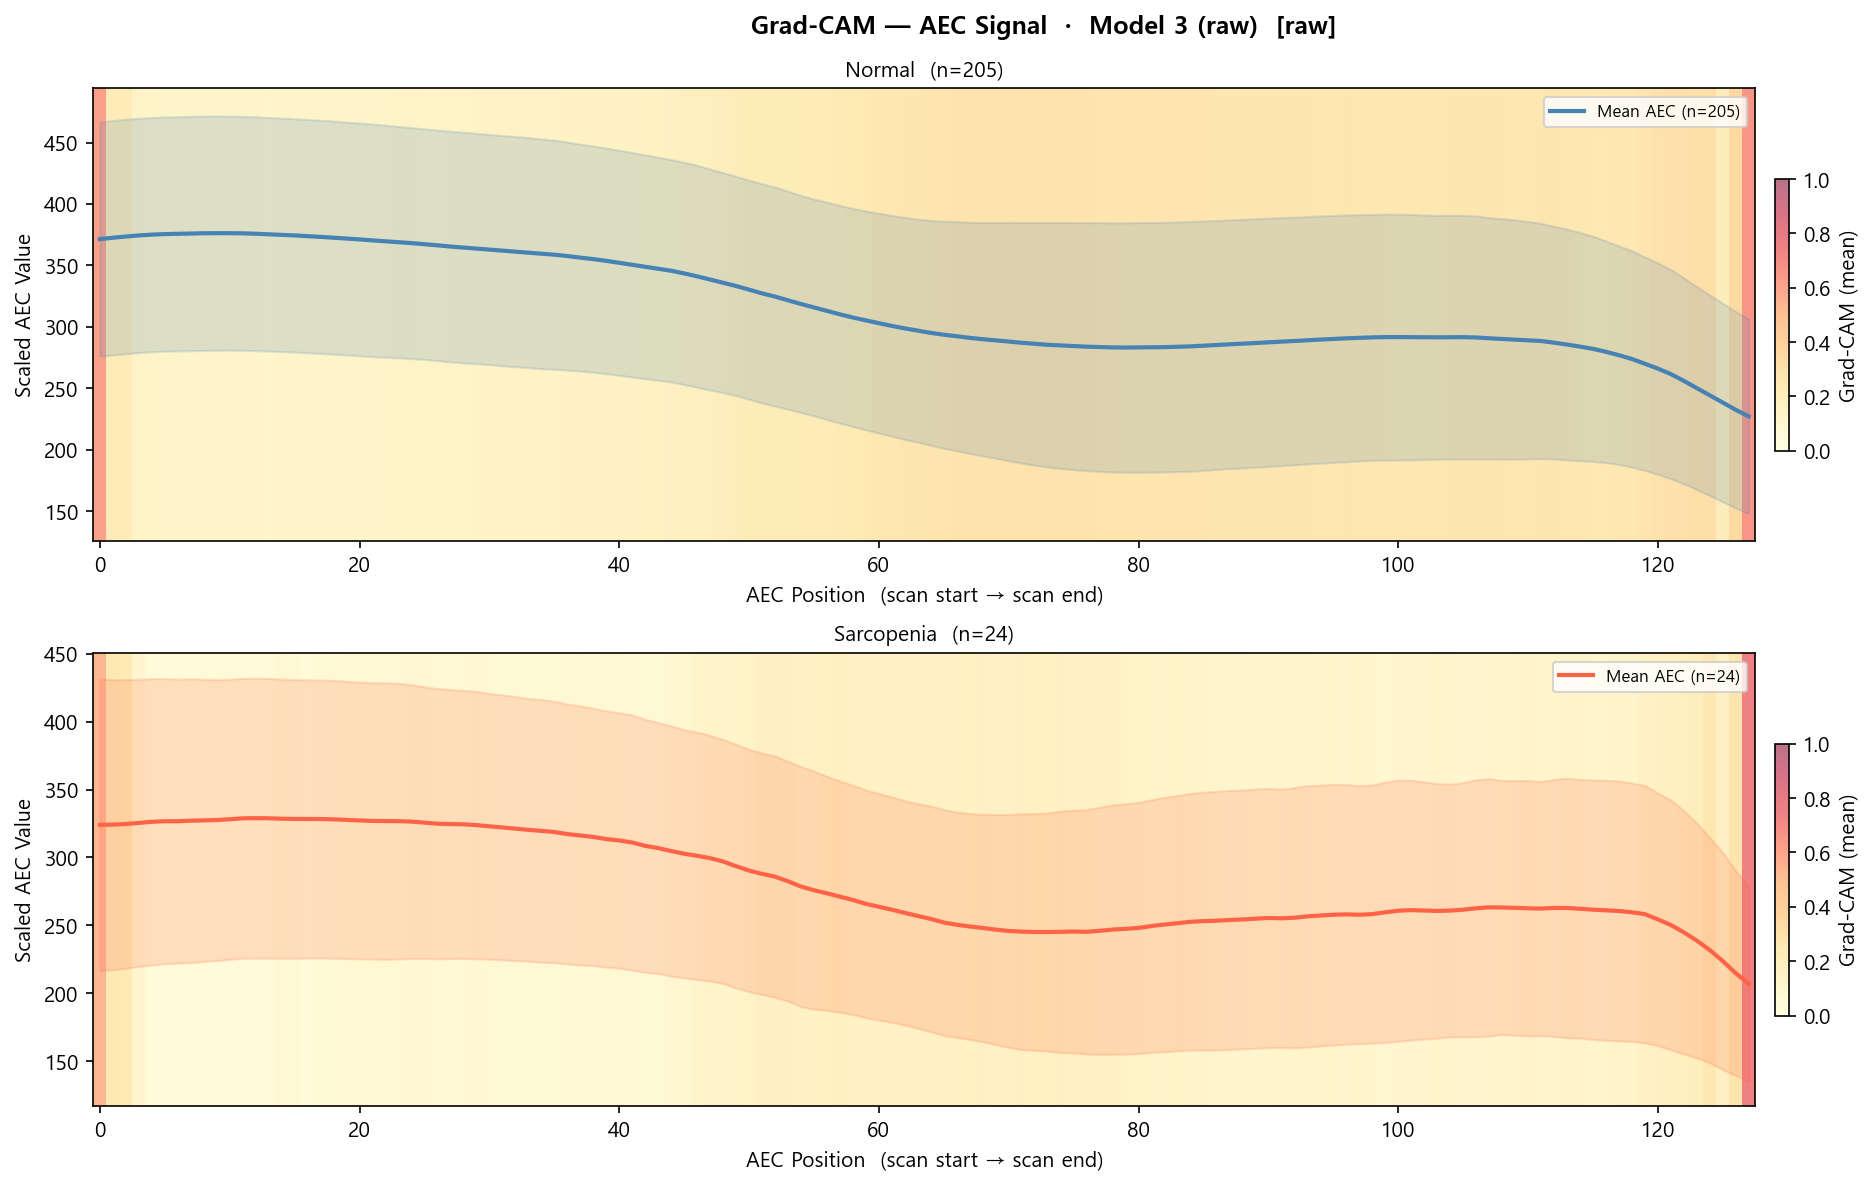 Grad-CAM — AEC Signal · Model 3 (raw) [raw]
Normal (n=205)
Mean AEC (n=205)
Scaled AEC Value
450
400
350
300
250
200
150
0 20 40 60 80 100 120
AEC Position (scan start → scan end)
1.0
0.8
0.6
0.4
0.2
0.0
Grad-CAM (mean)
Sarcopenia (n=24)
Mean AEC (n=24)
Scaled AEC Value
450
400
350
300
250
200
150
0 20 40 60 80 100 120
AEC Position (scan start → scan end)
1.0
0.8
0.6
0.4
0.2
0.0
Grad-CAM (mean)